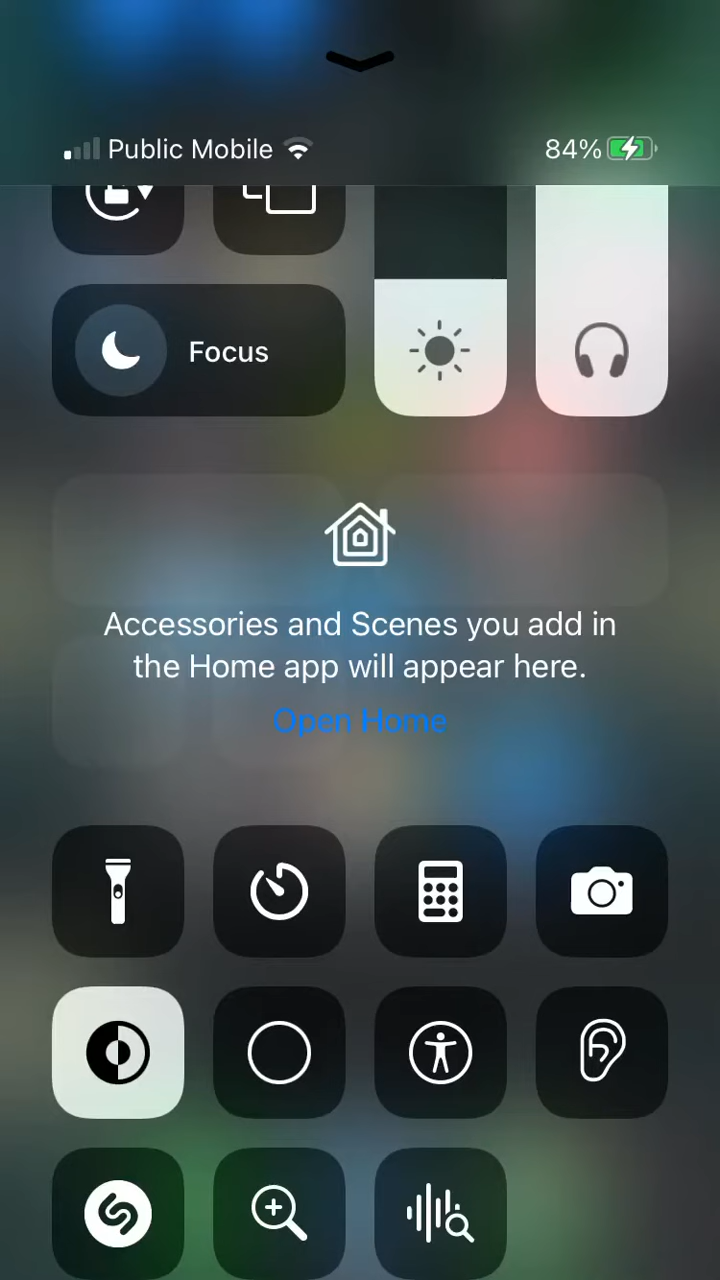 Public Mobile
84%
Focus
Accessories and Scenes you add in
the Home app will appear here.
Open Home